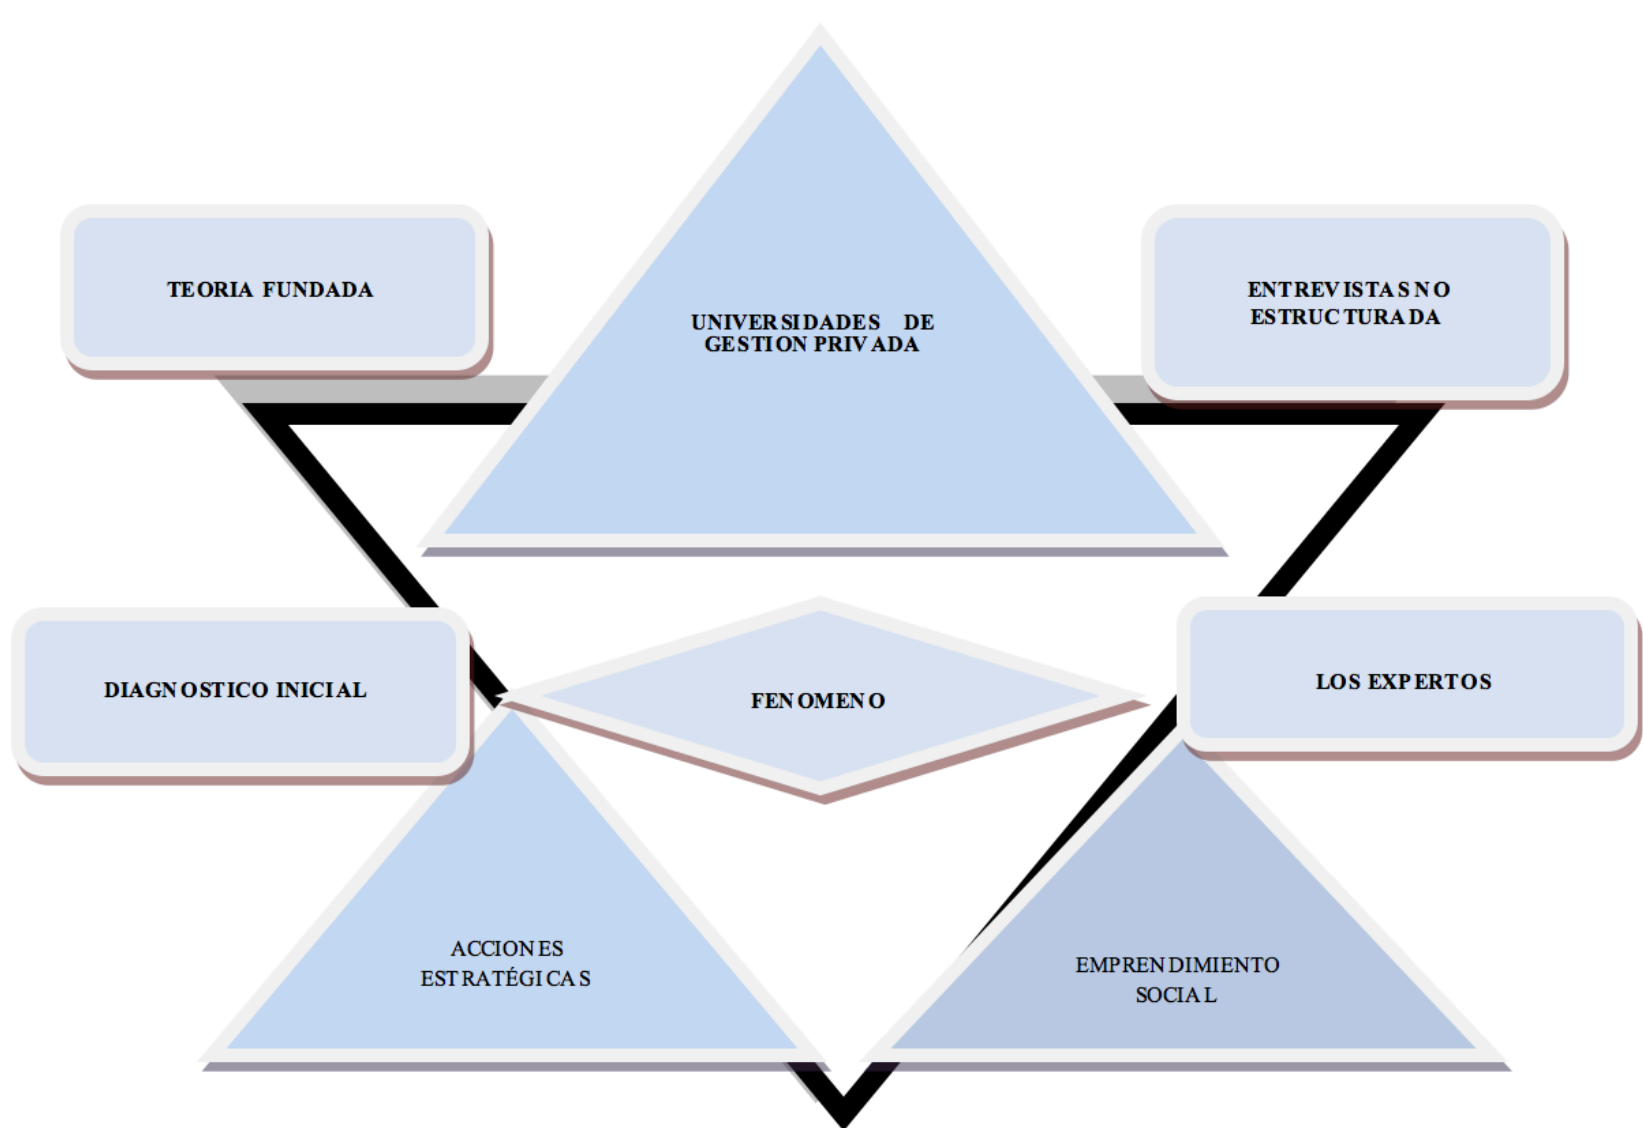 TEORIA FUNDADA
UNIVERSIDADES DE
GESTION PRIVADA
ENTREVISTAS NO
ESTRUCTURADA
DIAGNOSTICO INICIAL
FENOMENO
LOS EXPERTOS
ACCIONES
ESTRATÉGICAS
EMPRENDIMIENTO
SOCIAL